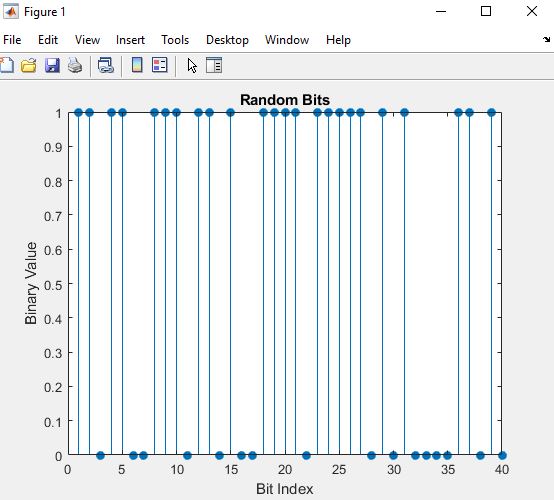 Figure 1
File Edit View Insert Tools Desktop Window Help
Random Bits
1
0.9
0.8
0.7
0.6
0.5
0.4
0.3
0.2
0.1
0
Binary Value
0 5 10 15 20 25 30 35 40
Bit Index